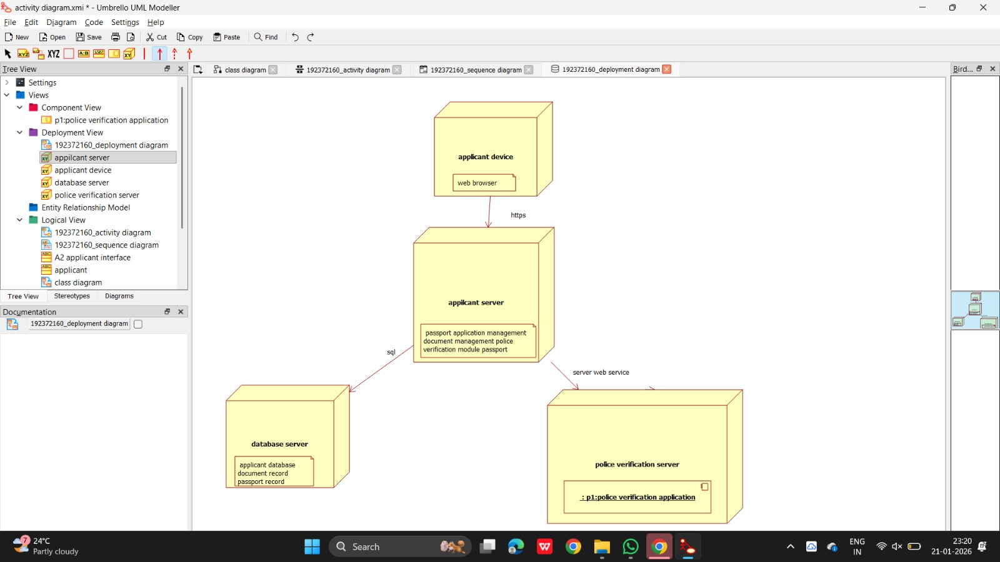 activity diagram.xmi * - Umbrello UML Modeller
File Edit Diagram Code Settings Help
New Open Save Cut Copy Paste Find
XYZ XYZ A:B ABC XY
Tree View
class diagram 192372160_activity diagram 192372160_sequence diagram 192372160_deployment diagram
Bird...
Settings
Views
Component View
p1:police verification application
Deployment View
192372160_deployment diagram
appilcant server
applicant device
database server
police verification server
Entity Relationship Model
Logical View
192372160_activity diagram
192372160_sequence diagram
A2 applicant interface
applicant
class diagram
Tree View Stereotypes Diagrams
Documentation
192372160_deployment diagram
applicant device
web browser
https
appilcant server
passport application management
document management police
verification module passport
sql
server web service
database server
applicant database
document record
passport record
police verification server
: p1:police verification application
7
24°C
Partly cloudy
Search
W
ENG
IN
23:20
21-01-2026